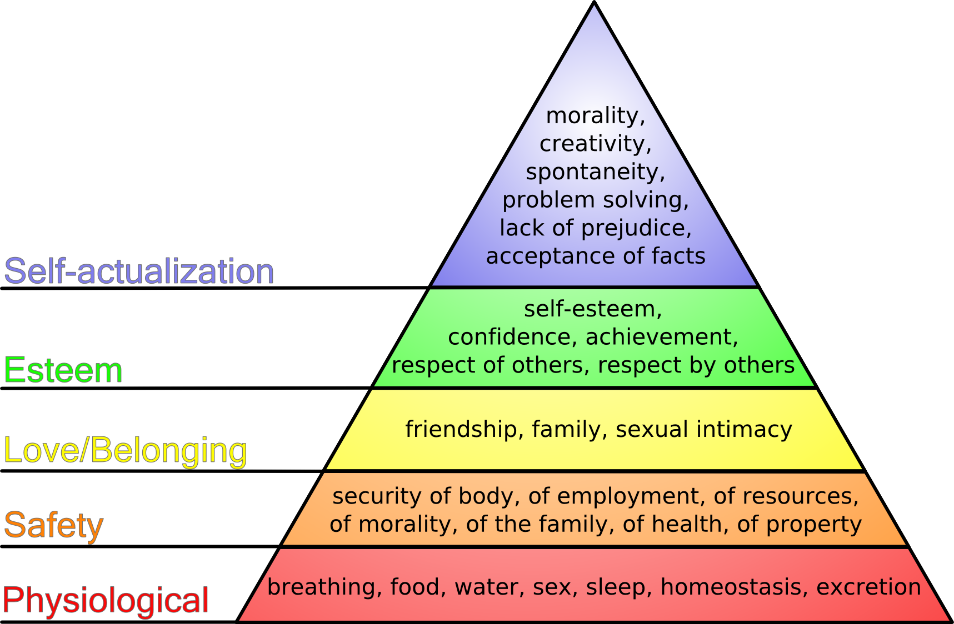 morality,
creativity,
spontaneity,
problem solving,
lack of prejudice,
acceptance of facts
Self-actualization
self-esteem,
confidence, achievement,
respect of others, respect by others
Esteem
friendship, family, sexual intimacy
Love/Belonging
security of body, of employment, of resources,
of morality, of the family, of health, of property
Safety
breathing, food, water, sex, sleep, homeostasis, excretion
Physiological